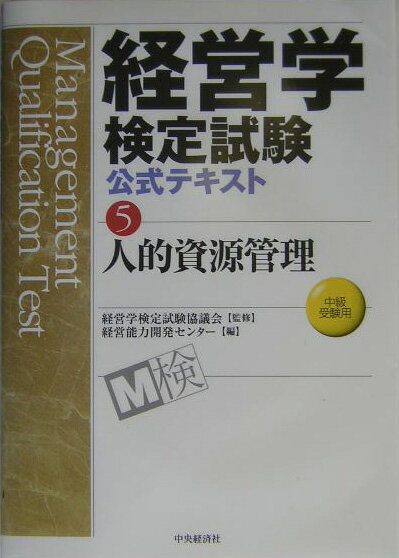 Management
Qualification Test
経営学
検定試験
公式テキスト
5
人的資源管理
中級
受験用
経営学検定試験協議会【監修】
経営能力開発センター【編】
M検
中央経済社